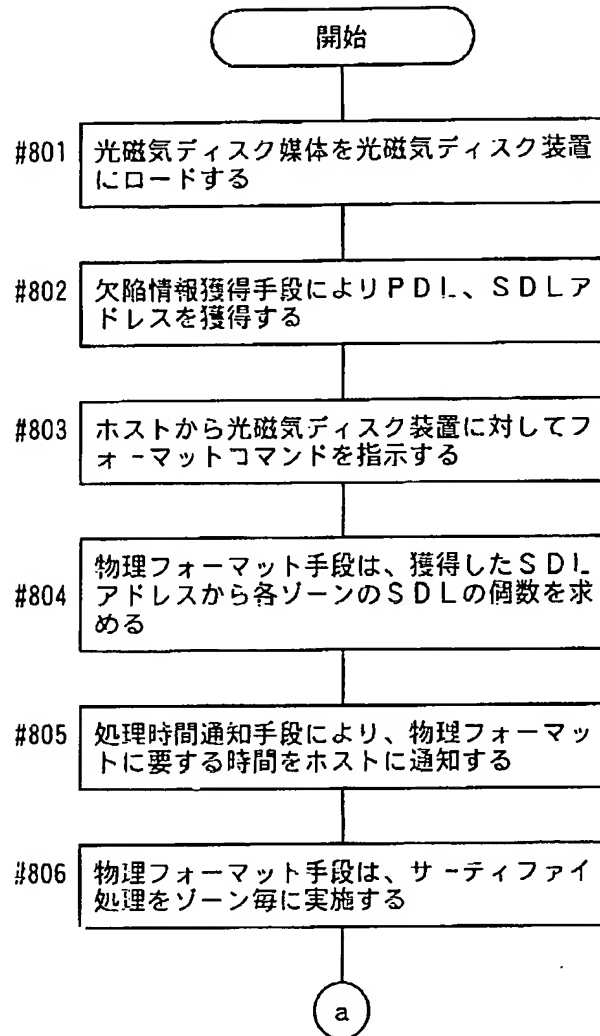 開始
#801
光磁気ディスク媒体を光磁気ディスク装置
にロードする
#802
欠陥情報獲得手段によりPDL、SDLア
ドレスを獲得する
#803
ホストから光磁気ディスク装置に対してフ
ォーマットコマンドを指示する
#804
物理フォーマット手段は、獲得したSDL
アドレスから各ゾーンのSDLの個数を求
める
#805
処理時間通知手段により、物理フォーマッ
トに要する時間をホストに通知する
#806
物理フォーマット手段は、サーティファイ
処理をゾーン毎に実施する
a